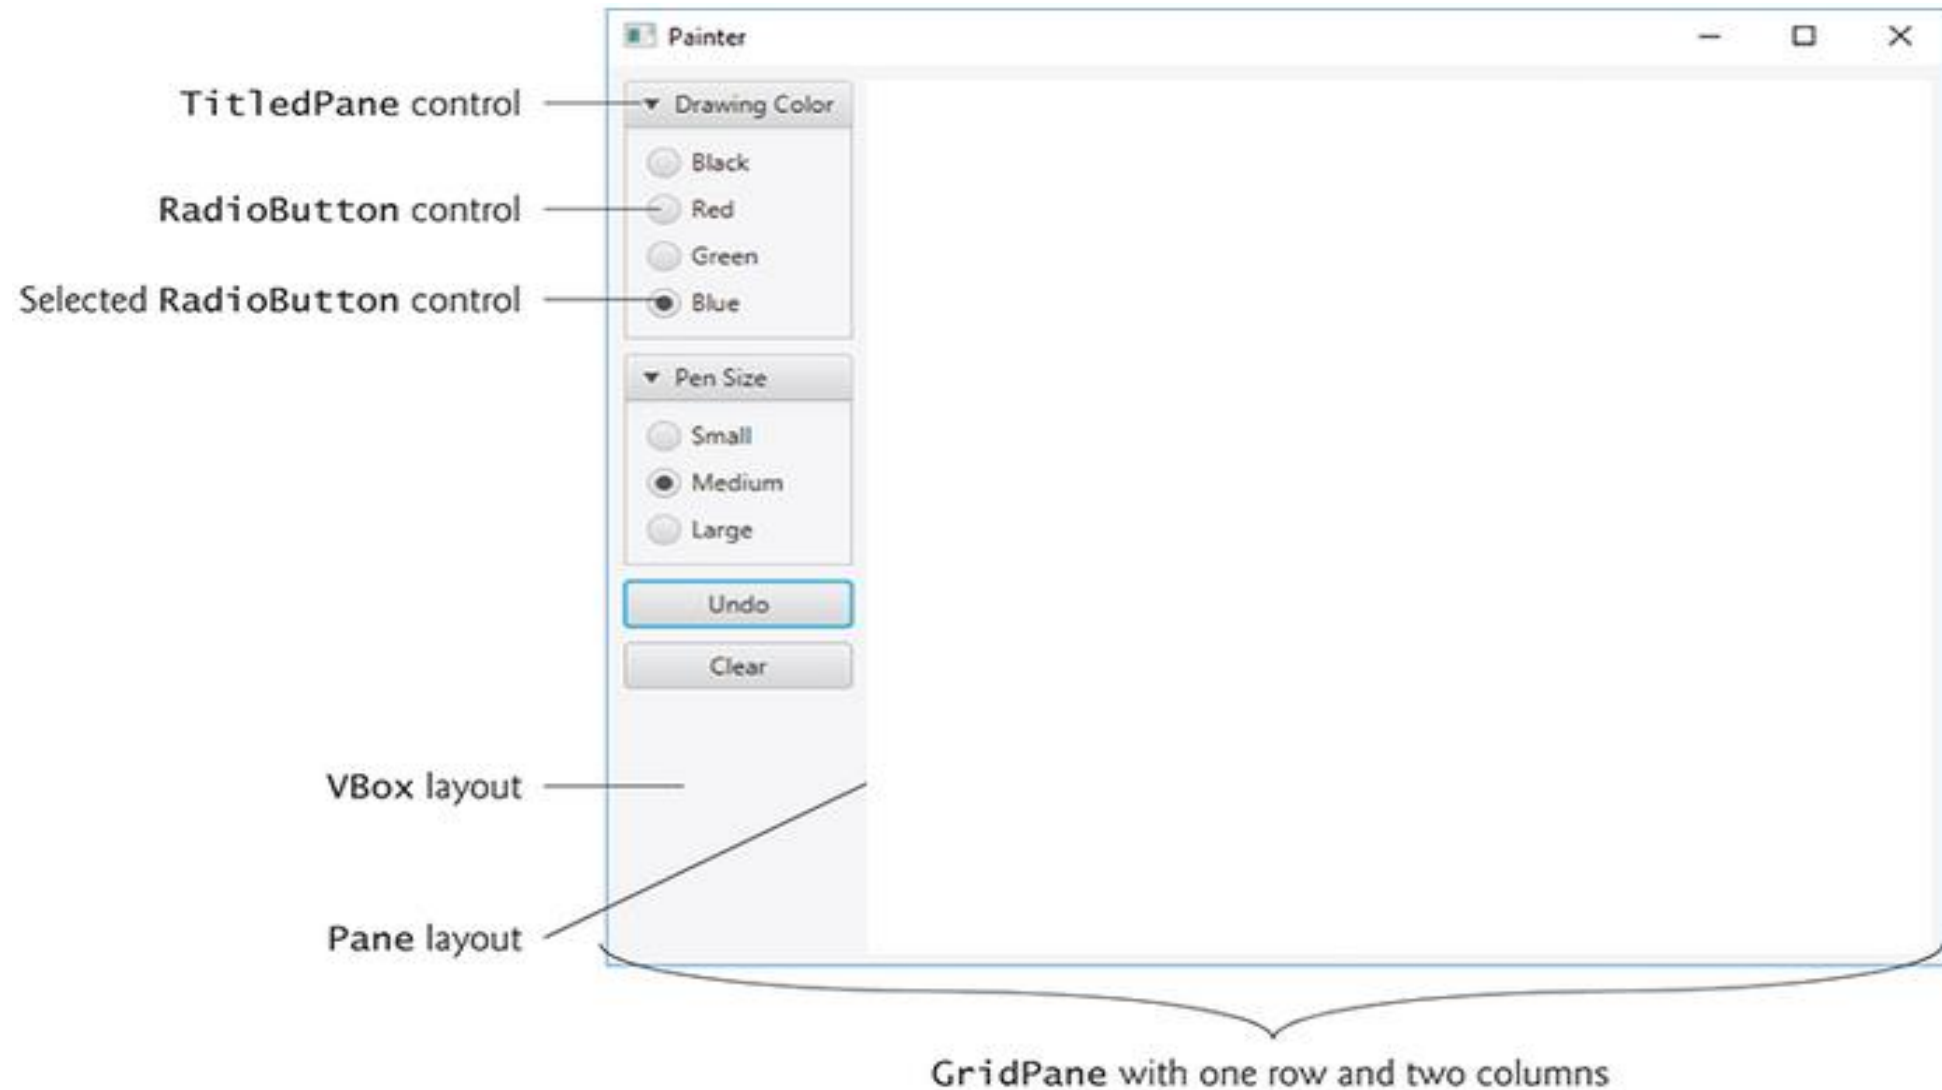 Painter
TitledPane control
Drawing Color
Black
RadioButton control
Red
Green
Selected RadioButton control
Blue
Pen Size
Small
Medium
Large
Undo
Clear
VBox layout
Pane layout
GridPane with one row and two columns